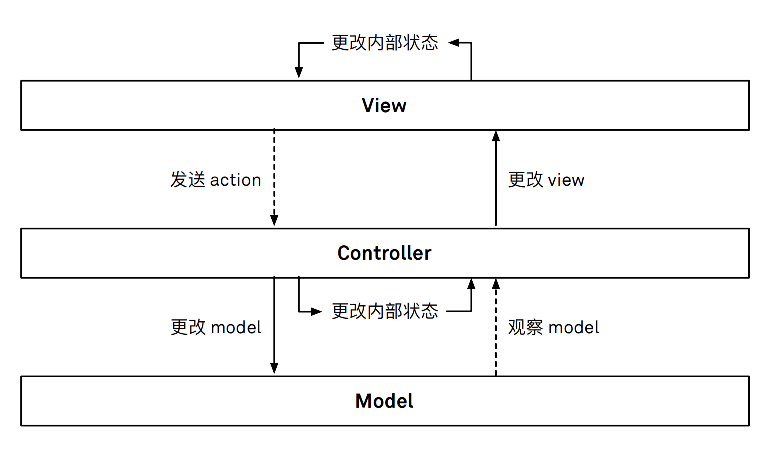 更改内部状态
View
发送 action
更改 view
Controller
更改 model
更改内部状态
观察 model
Model